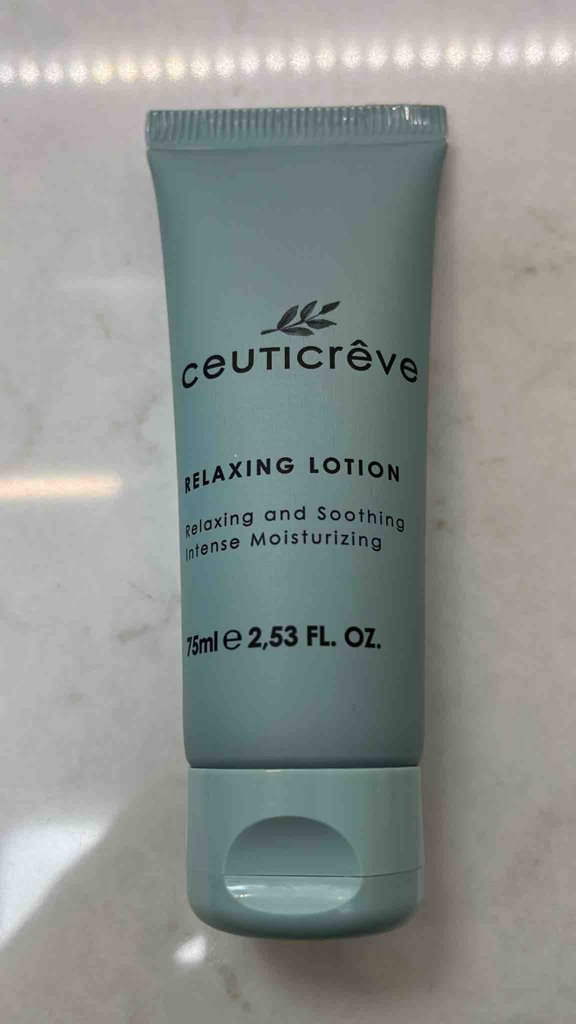 ceuticrêve
RELAXING LOTION
Relaxing and Soothing
Intense Moisturizing
75ml ℮ 2,53 FL. OZ.